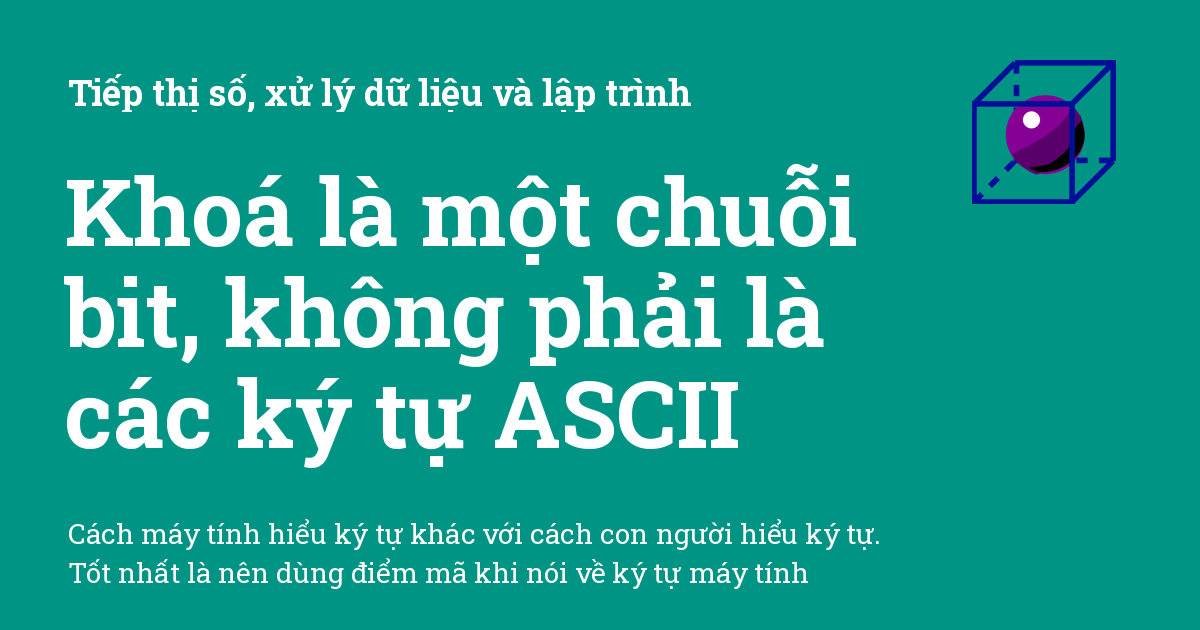 Tiếp thị số, xử lý dữ liệu và lập trình
Khoá là một chuỗi
bit, không phải là
các ký tự ASCII
Cách máy tính hiểu ký tự khác với cách con người hiểu ký tự.
Tốt nhất là nên dùng điểm mã khi nói về ký tự máy tính